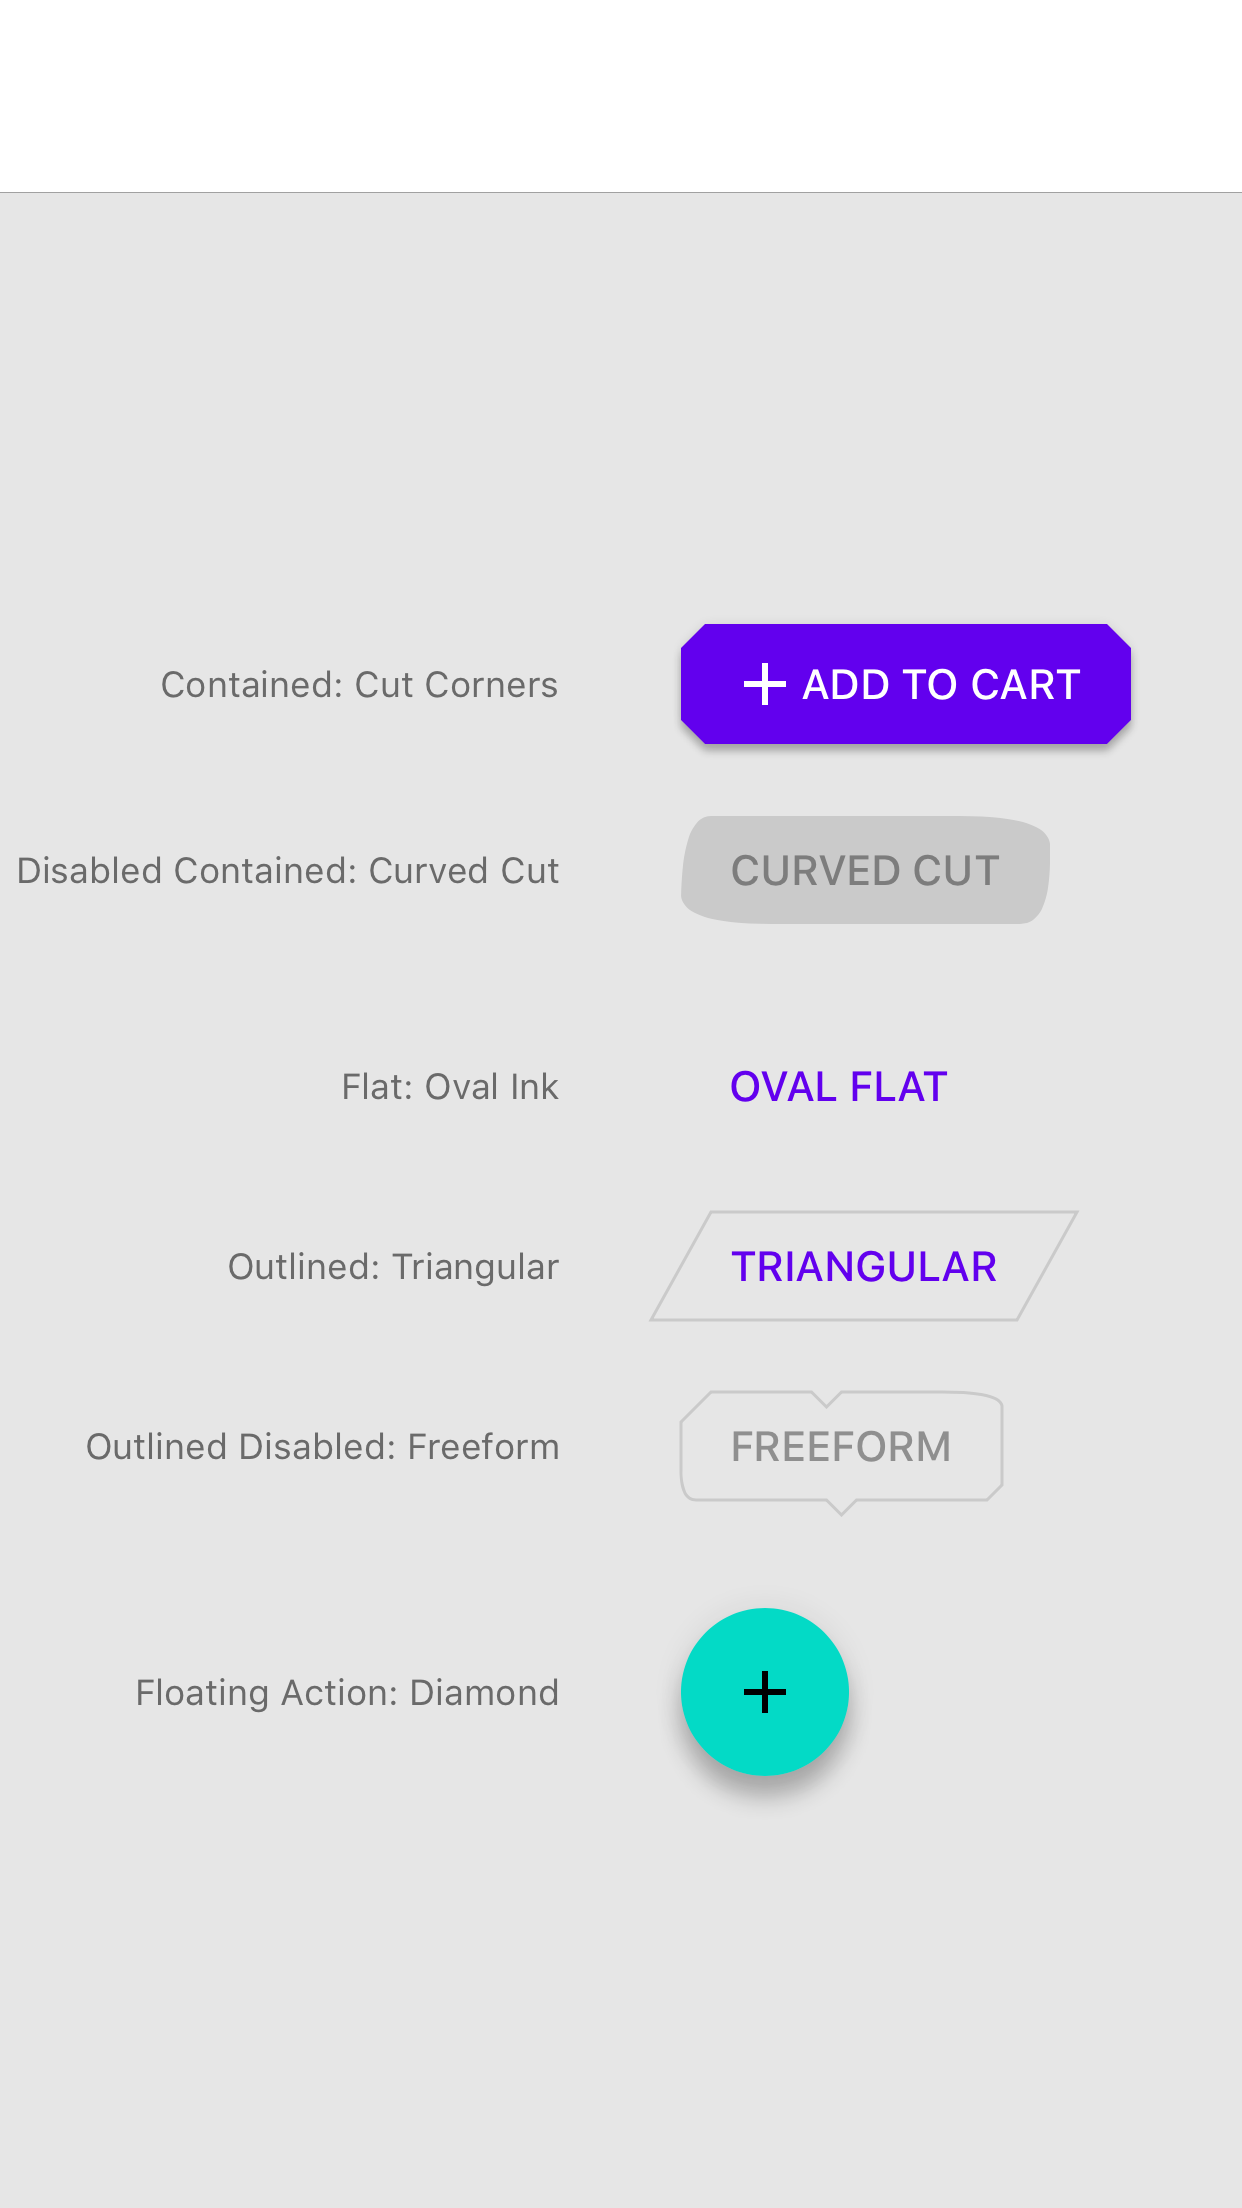 Contained: Cut Corners
ADD TO CART
Disabled Contained: Curved Cut
CURVED CUT
Flat: Oval Ink
OVAL FLAT
Outlined: Triangular
TRIANGULAR
Outlined Disabled: Freeform
FREEFORM
Floating Action: Diamond